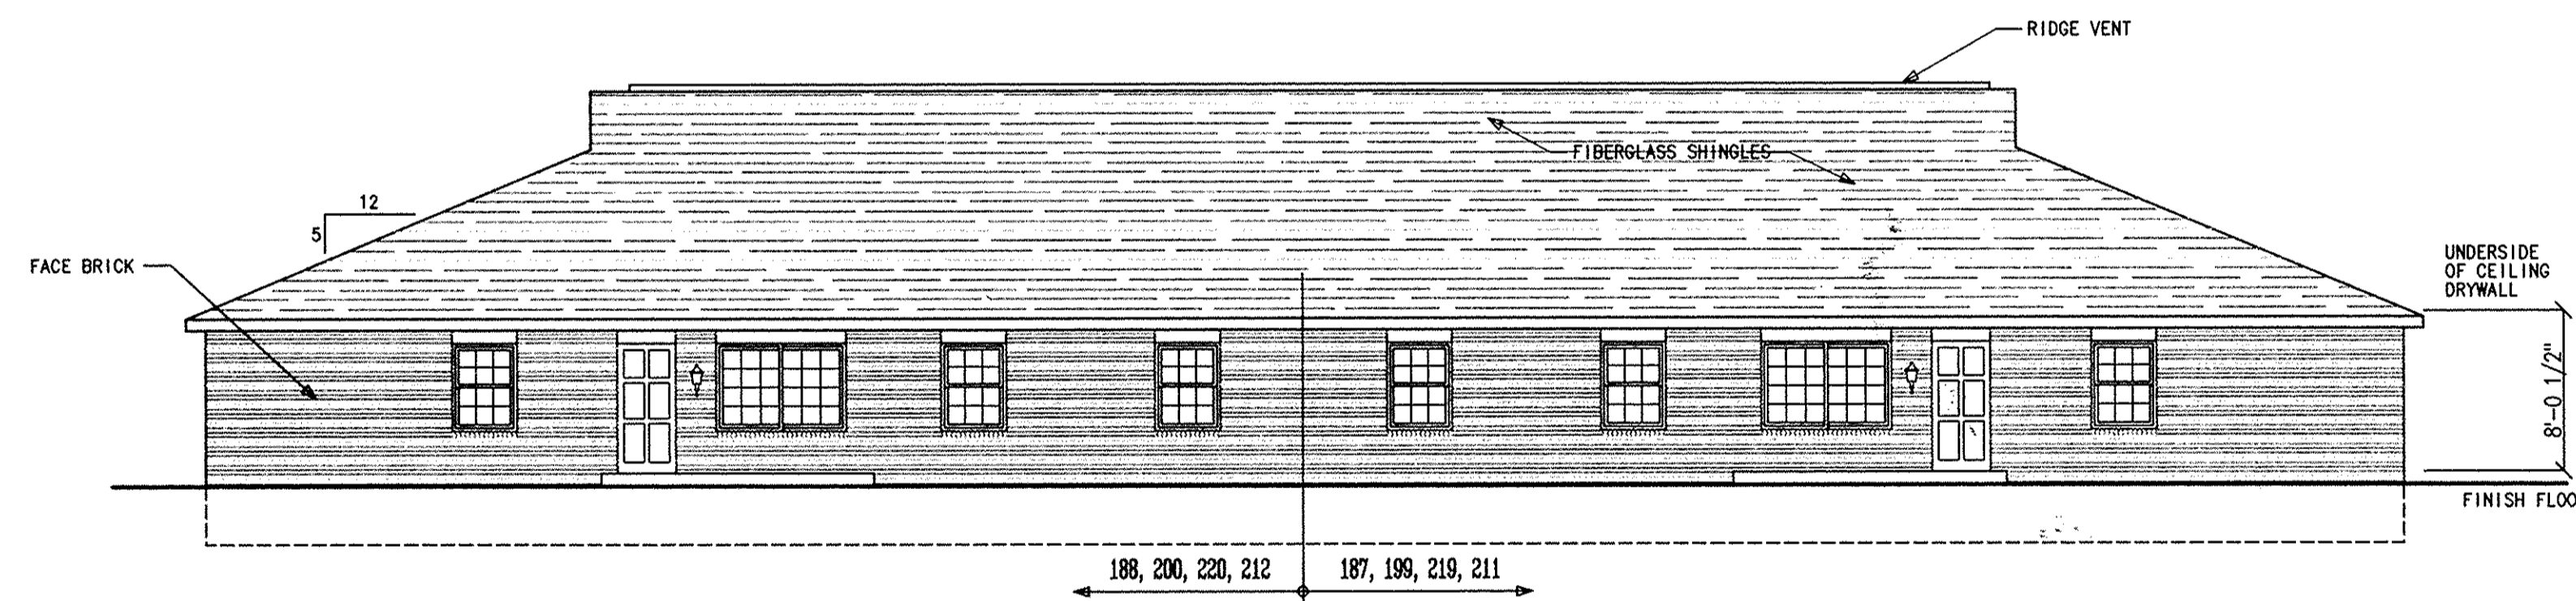 RIDGE VENT
FIBERGLASS SHINGLES
12
5
FACE BRICK
UNDERSIDE
OF CEILING
DRYWALL
8'-0 1/2"
FINISH FLOO
188, 200, 220, 212
187, 199, 219, 211